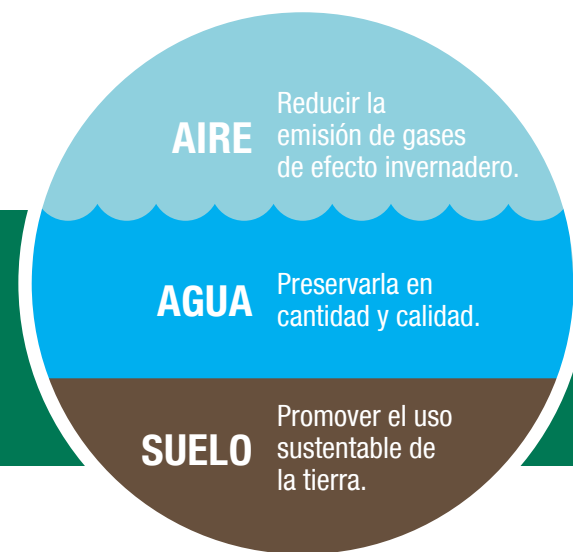 AIRE
Reducir la
emisión de gases
de efecto invernadero.
AGUA
Preservarla en
cantidad y calidad.
SUELO
Promover el uso
sustentable de
la tierra.